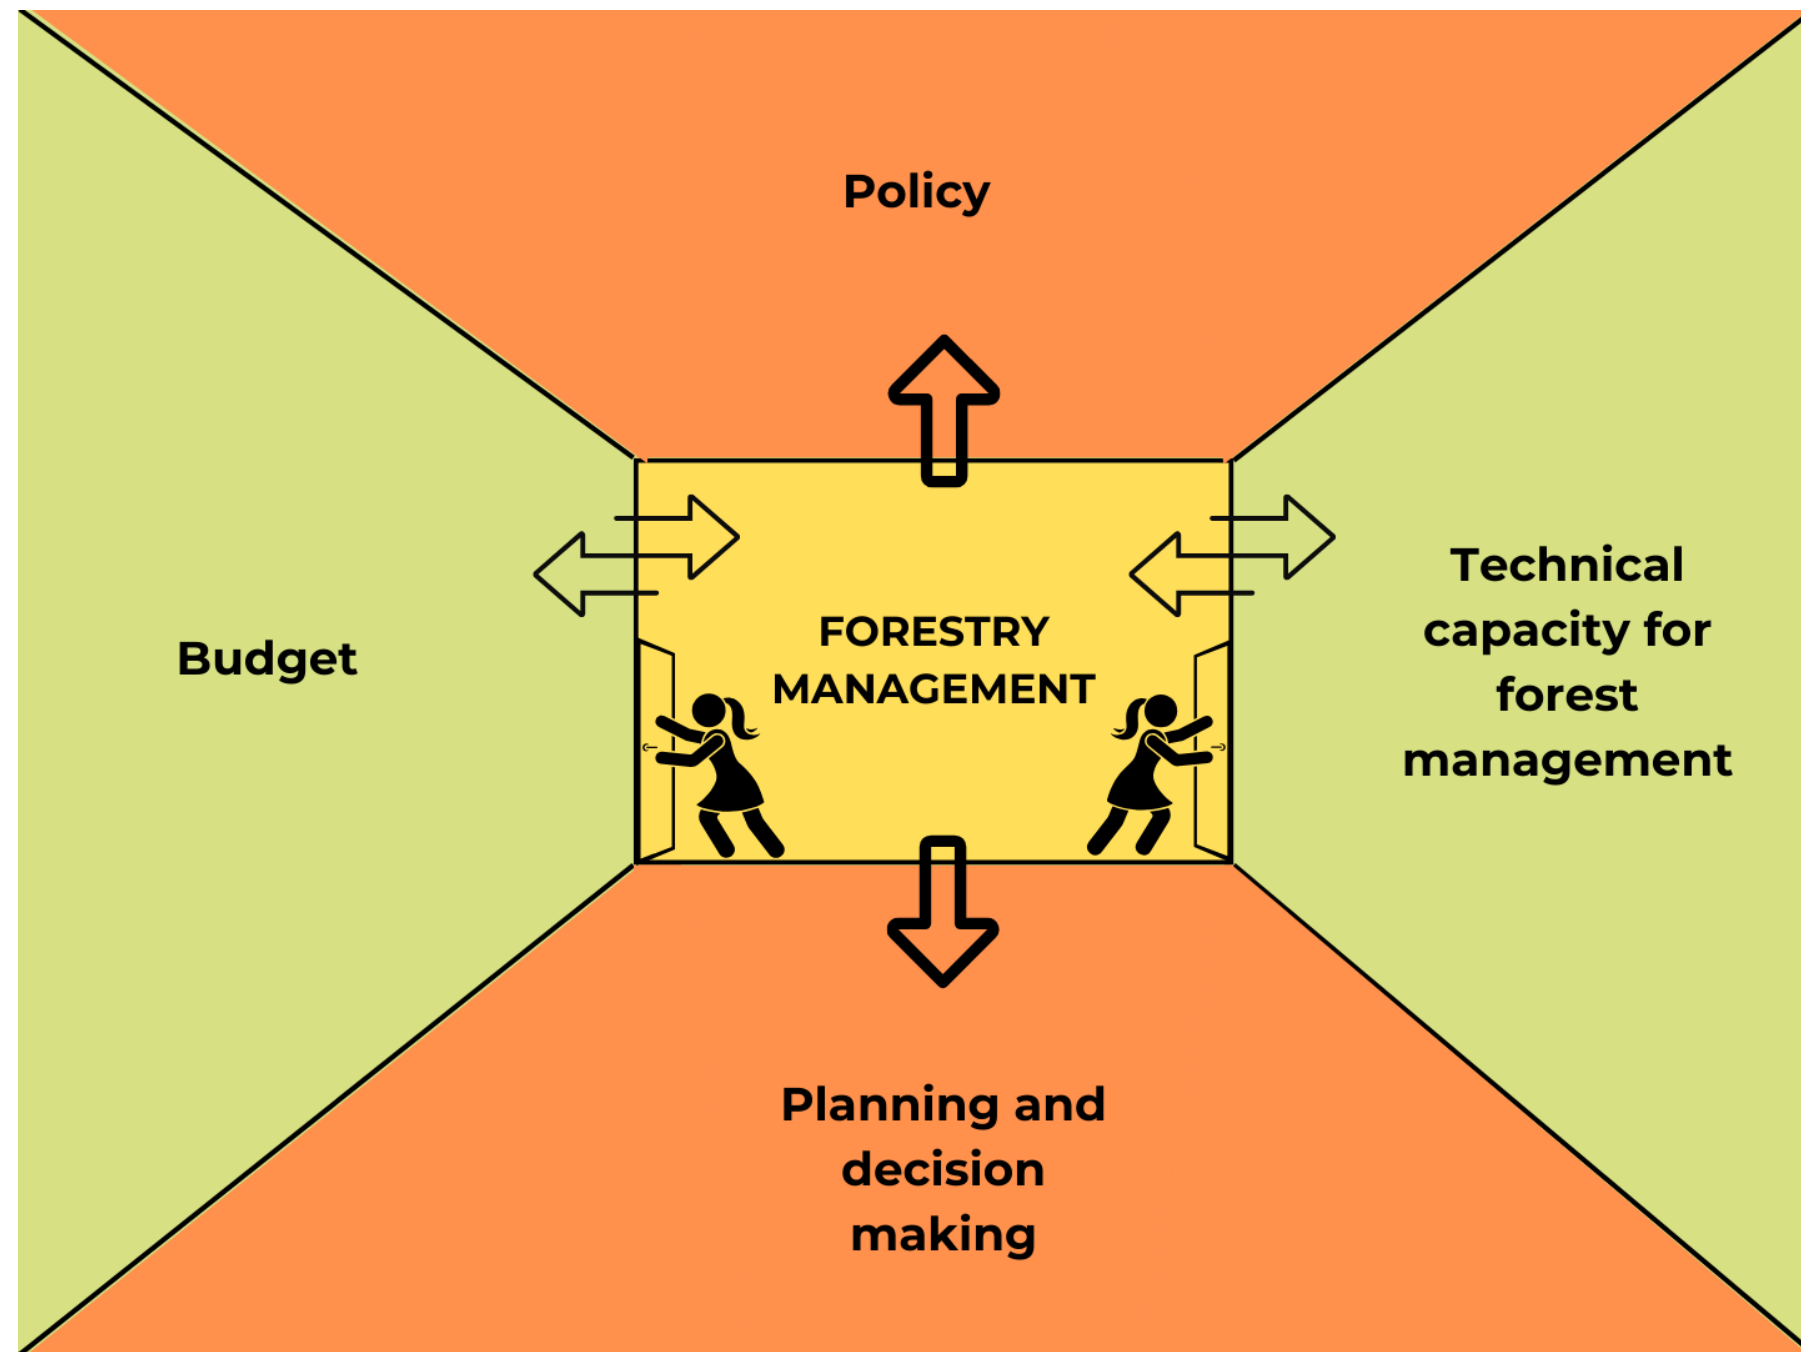 Policy
Budget
FORESTRY
MANAGEMENT
Technical
capacity for
forest
management
Planning and
decision
making